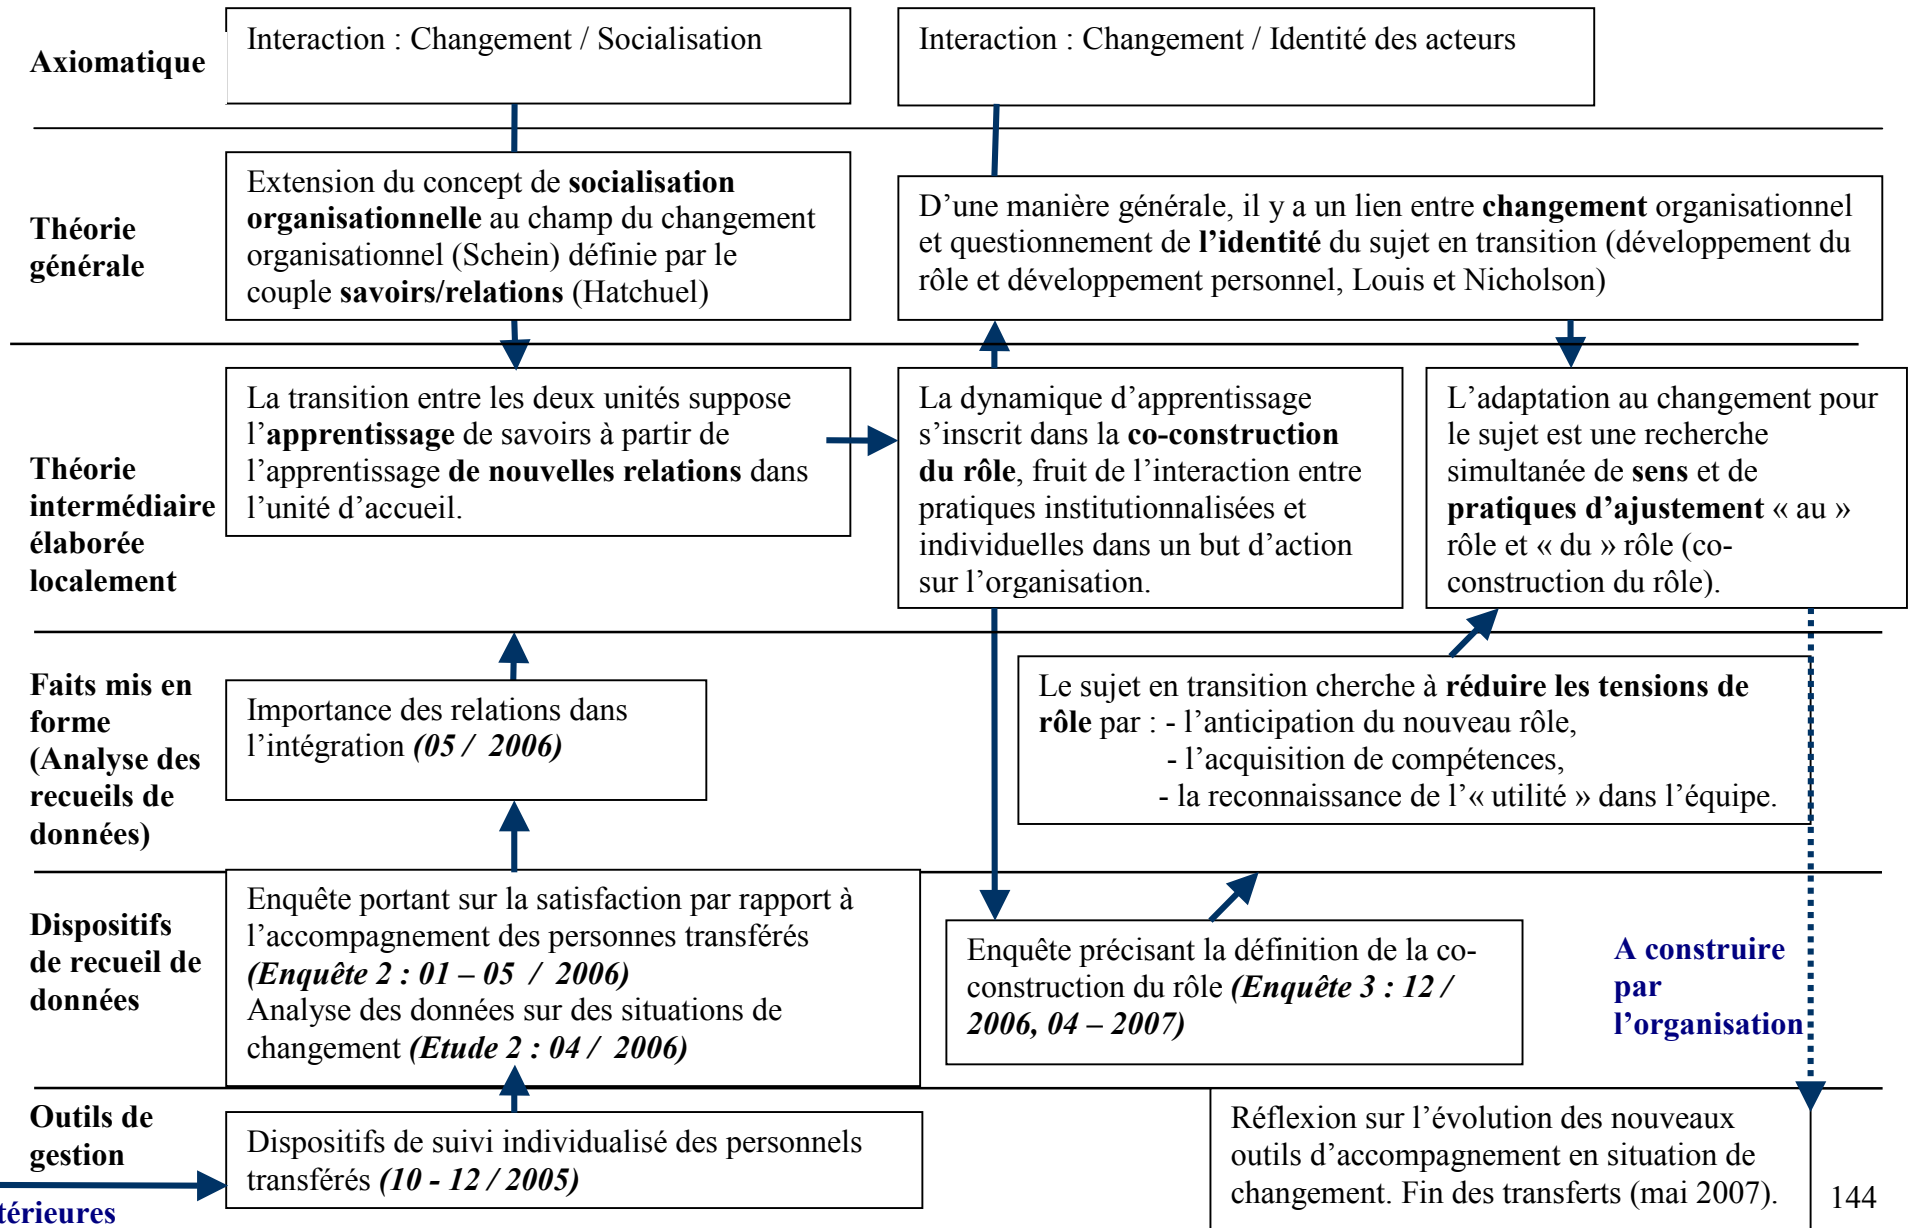 Axiomatique
Interaction : Changement / Socialisation
Interaction : Changement / Identité des acteurs
Théorie
générale
Extension du concept de socialisation
organisationnelle au champ du changement
organisationnel (Schein) définie par le
couple savoirs/relations (Hatchuel)
D’une manière générale, il y a un lien entre changement organisationnel
et questionnement de l’identité du sujet en transition (développement du
rôle et développement personnel, Louis et Nicholson)
Théorie
intermédiaire
élaborée
localement
La transition entre les deux unités suppose
l’apprentissage de savoirs à partir de
l’apprentissage de nouvelles relations dans
l’unité d’accueil.
La dynamique d’apprentissage
s’inscrit dans la co-construction
du rôle, fruit de l’interaction entre
pratiques institutionnalisées et
individuelles dans un but d’action
sur l’organisation.
L’adaptation au changement pour
le sujet est une recherche
simultanée de sens et de
pratiques d’ajustement « au »
rôle et « du » rôle (co-
construction du rôle).
Faits mis en
forme
(Analyse des
recueils de
données)
Importance des relations dans
l’intégration (05 / 2006)
Le sujet en transition cherche à réduire les tensions de
rôle par : - l’anticipation du nouveau rôle,
- l’acquisition de compétences,
- la reconnaissance de l’« utilité » dans l’équipe.
Dispositifs
de recueil de
données
Enquête portant sur la satisfaction par rapport à
l’accompagnement des personnes transférés
(Enquête 2 : 01 – 05 / 2006)
Analyse des données sur des situations de
changement (Etude 2 : 04 / 2006)
Enquête précisant la définition de la co-
construction du rôle (Enquête 3 : 12 /
2006, 04 – 2007)
A construire
par
l’organisation
Outils de
gestion
Dispositifs de suivi individualisé des personnels
transférés (10 - 12 / 2005)
Réflexion sur l’évolution des nouveaux
outils d’accompagnement en situation de
changement. Fin des transferts (mai 2007).
térieures
144